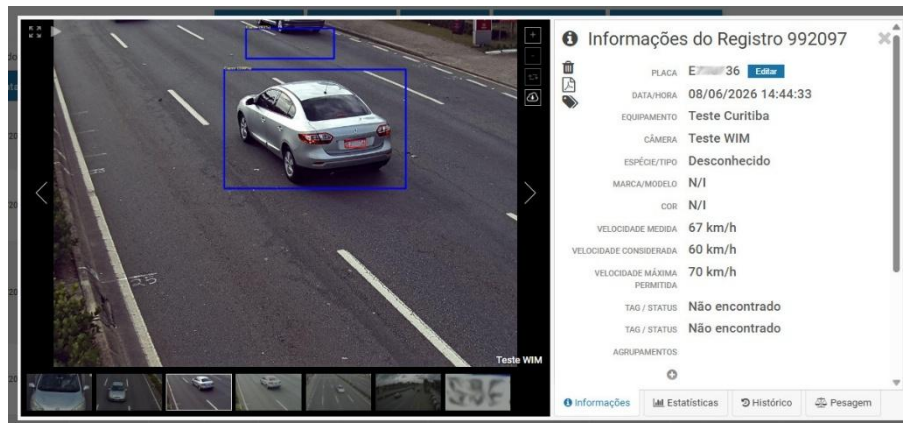 Informações do Registro 992097
PLACA E 36 Editar
DATA/HORA 08/06/2026 14:44:33
EQUIPAMENTO Teste Curitiba
CÂMERA Teste WIM
ESPÉCIE/TIPO Desconhecido
MARCA/MODELO N/I
COR N/I
VELOCIDADE MEDIDA 67 km/h
VELOCIDADE CONSIDERADA 60 km/h
VELOCIDADE MÁXIMA PERMITIDA 70 km/h
TAG / STATUS Não encontrado
TAG / STATUS Não encontrado
AGRUPAMENTOS
Teste WIM
Informações Estatísticas Histórico Pesagem